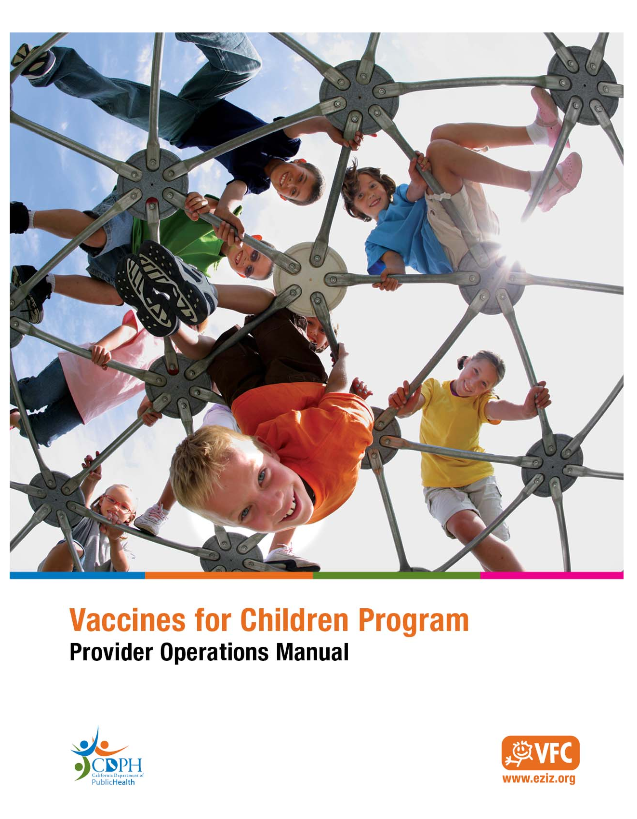 Vaccines for Children Program
Provider Operations Manual
CDPH
California Department of
PublicHealth
VFC
www.eziz.org